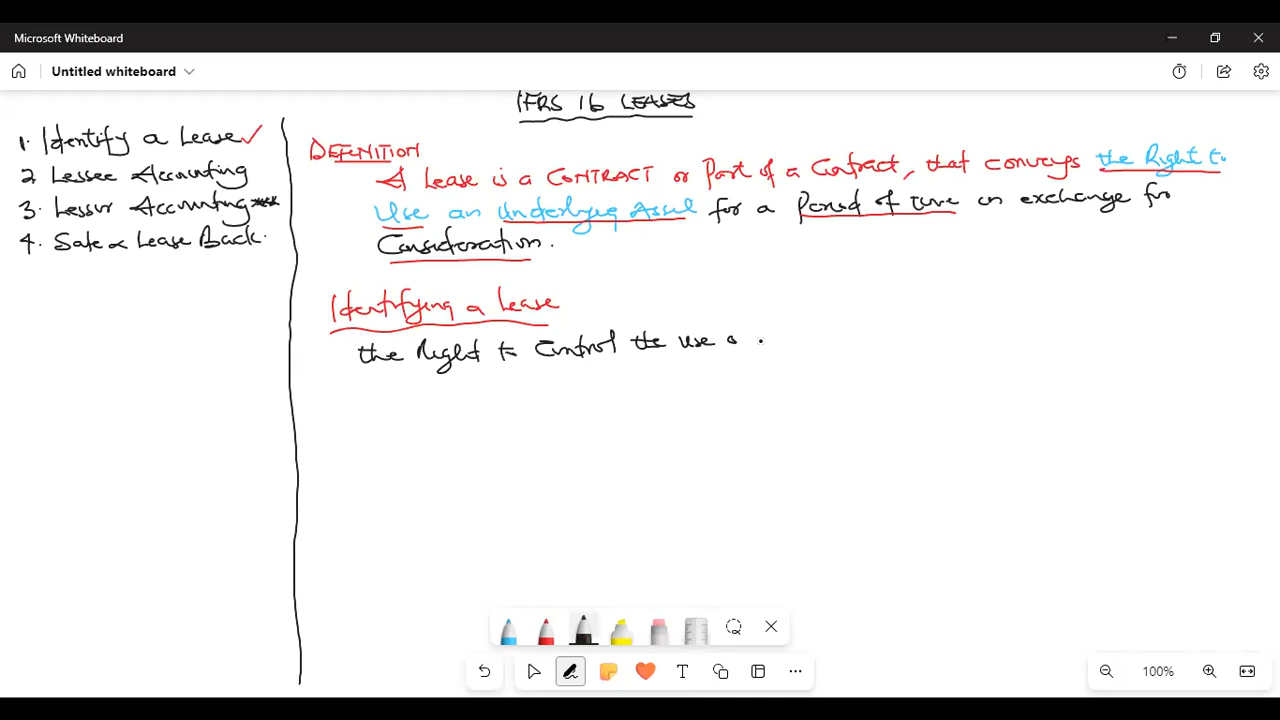 Microsoft Whiteboard
Untitled whiteboard
IFRS 16 LEASES
1. Identify a Lease
2 Lessee Accounting
3. Lessor Accounting
4. Sale & Lease Back.
DEFINITION
A Lease is a CONTRACT or Part of a Contract, that conveys the Right to
Use an Underlying Asset for a Period of time in exchange for
Consideration.
Identifying a Lease
the Right to Control the use o
100%